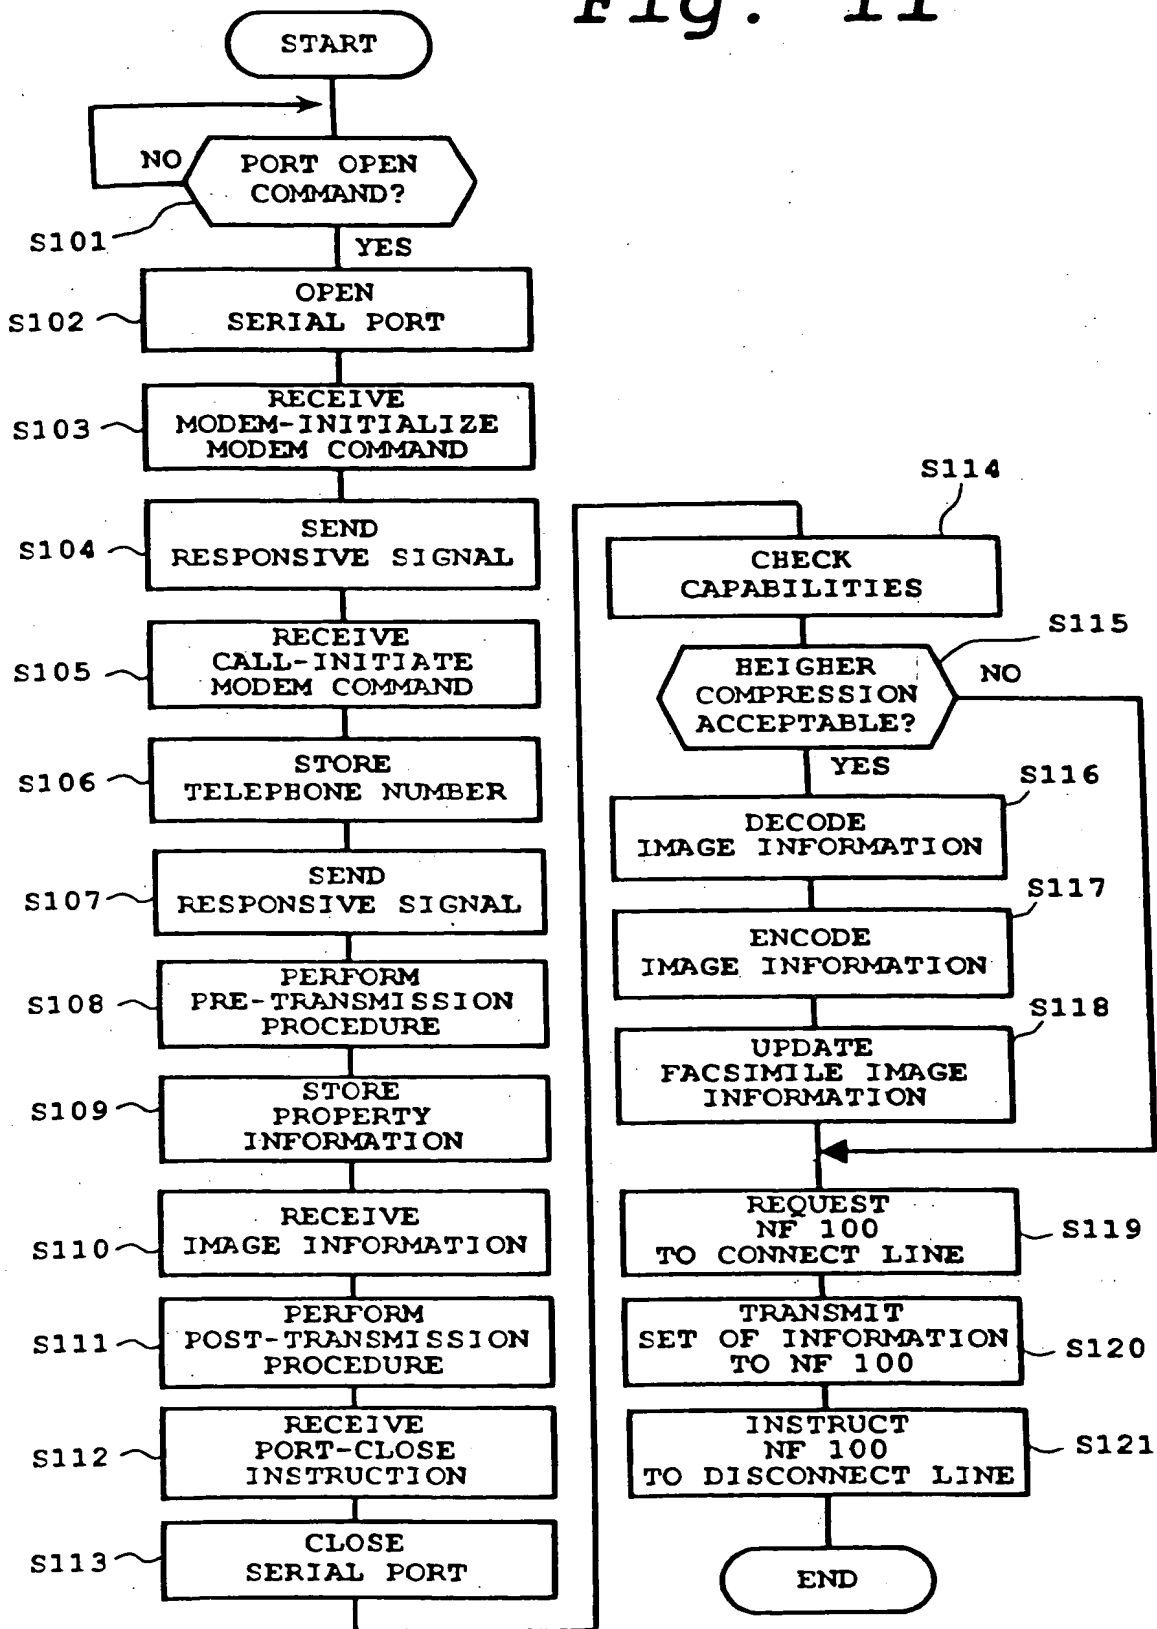 Fig. 11
START
NO
PORT OPEN
COMMAND?
S101
YES
S102
OPEN
SERIAL PORT
S103
RECEIVE
MODEM-INITIALIZE
MODEM COMMAND
S104
SEND
RESPONSIVE SIGNAL
S105
RECEIVE
CALL-INITIATE
MODEM COMMAND
S106
STORE
TELEPHONE NUMBER
S107
SEND
RESPONSIVE SIGNAL
S108
PERFORM
PRE-TRANSMISSION
PROCEDURE
S109
STORE
PROPERTY
INFORMATION
S110
RECEIVE
IMAGE INFORMATION
S111
PERFORM
POST-TRANSMISSION
PROCEDURE
S112
RECEIVE
PORT-CLOSE
INSTRUCTION
S113
CLOSE
SERIAL PORT
S114
CHECK
CAPABILITIES
S115
HEIGHER
COMPRESSION
ACCEPTABLE?
NO
YES
S116
DECODE
IMAGE INFORMATION
S117
ENCODE
IMAGE INFORMATION
S118
UPDATE
FACSIMILE IMAGE
INFORMATION
REQUEST
NF 100
TO CONNECT LINE
S119
TRANSMIT
SET OF INFORMATION
TO NF 100
S120
INSTRUCT
NF 100
TO DISCONNECT LINE
S121
END